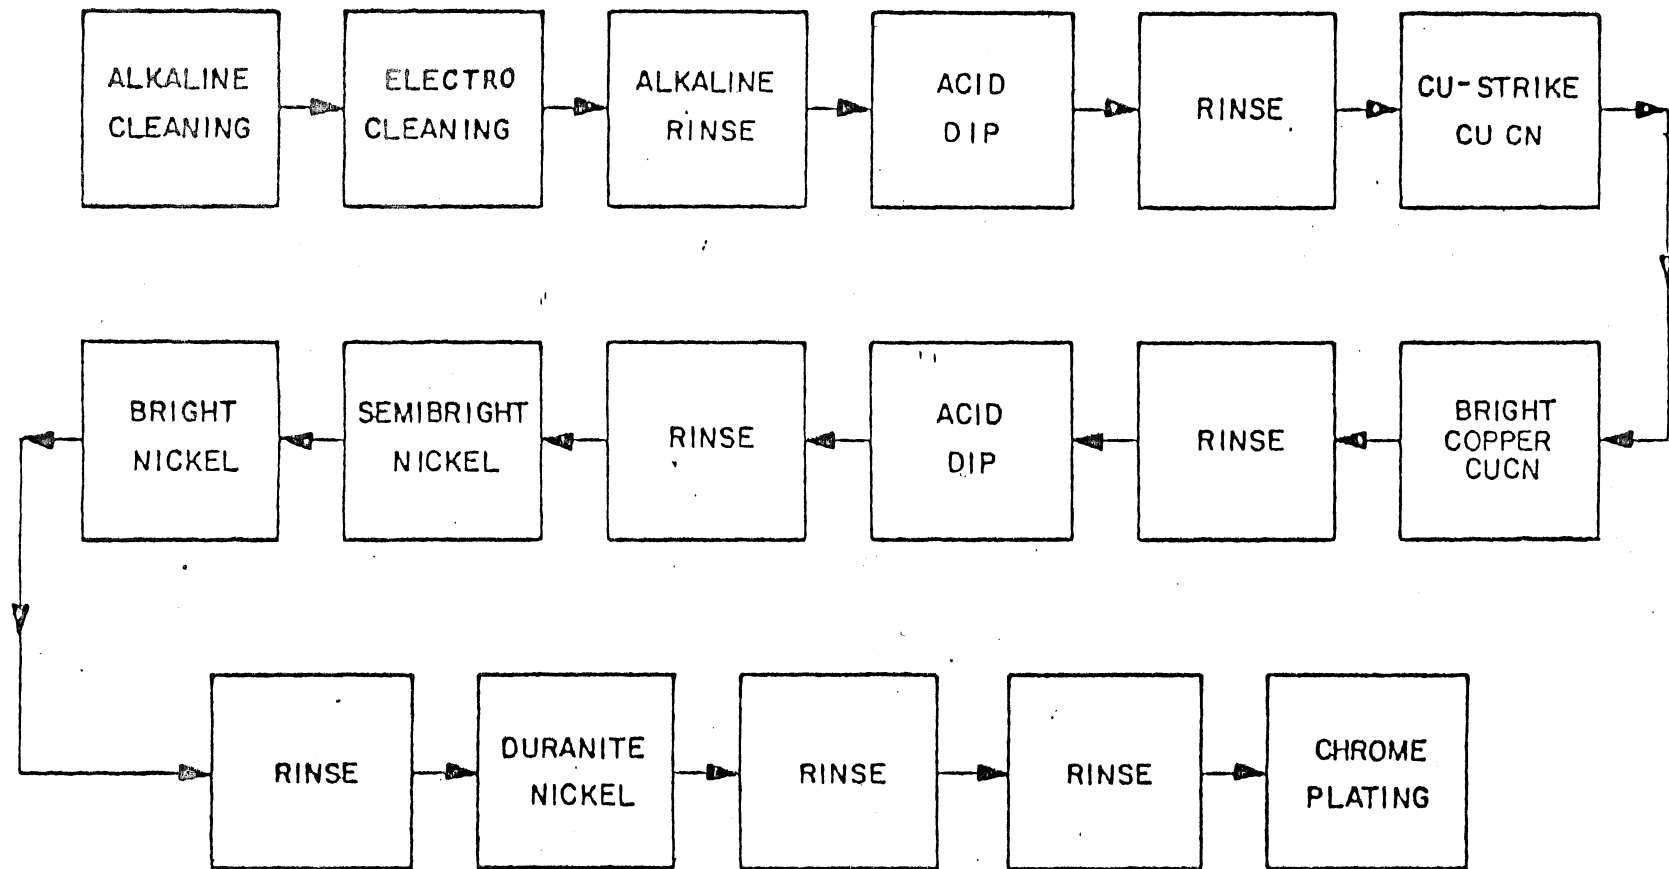 ALKALINE
CLEANING
ELECTRO
CLEANING
ALKALINE
RINSE
ACID
DIP
RINSE
CU-STRIKE
CU CN
BRIGHT
COPPER
CUCN
RINSE
ACID
DIP
RINSE
SEMIBRIGHT
NICKEL
BRIGHT
NICKEL
RINSE
DURANITE
NICKEL
RINSE
RINSE
CHROME
PLATING